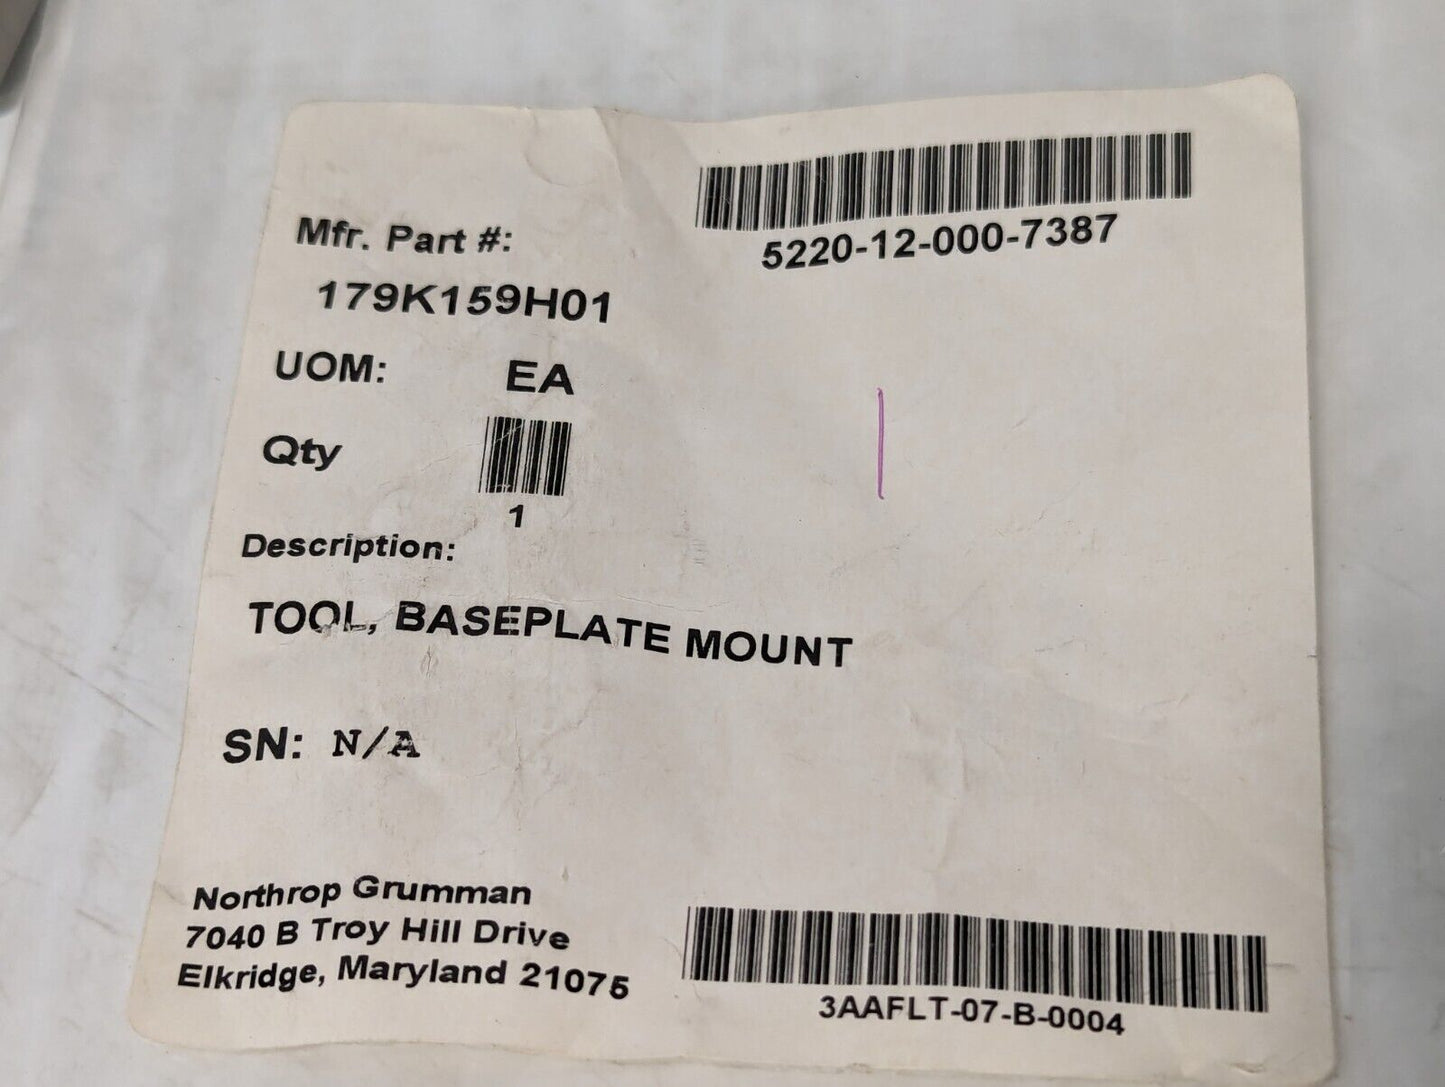 5220-12-000-7387
Mfr. Part #:
179K159H01
UOM: EA
Qty
1
Description:
TOOL, BASEPLATE MOUNT
SN: N/A
Northrop Grumman
7040 B Troy Hill Drive
Elkridge, Maryland 21075
3AAFLT-07-B-0004